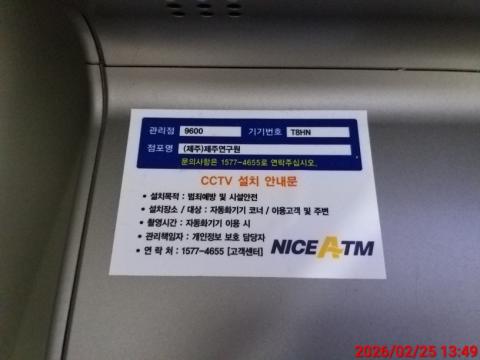 관리점 9600 기기번호 T8HN
점포명 (제주)제주연구원
문의사항은 1577-4655로 연락주십시오.
CCTV 설치 안내문
• 설치목적 : 범죄예방 및 시설안전
• 설치장소 / 대상 : 자동화기기 코너 / 이용고객 및 주변
• 촬영시간 : 자동화기기 이용 시
• 관리책임자 : 개인정보 보호 담당자
• 연 락 처 : 1577-4655 [고객센터]
NICE ATM
2026/02/25 13:49